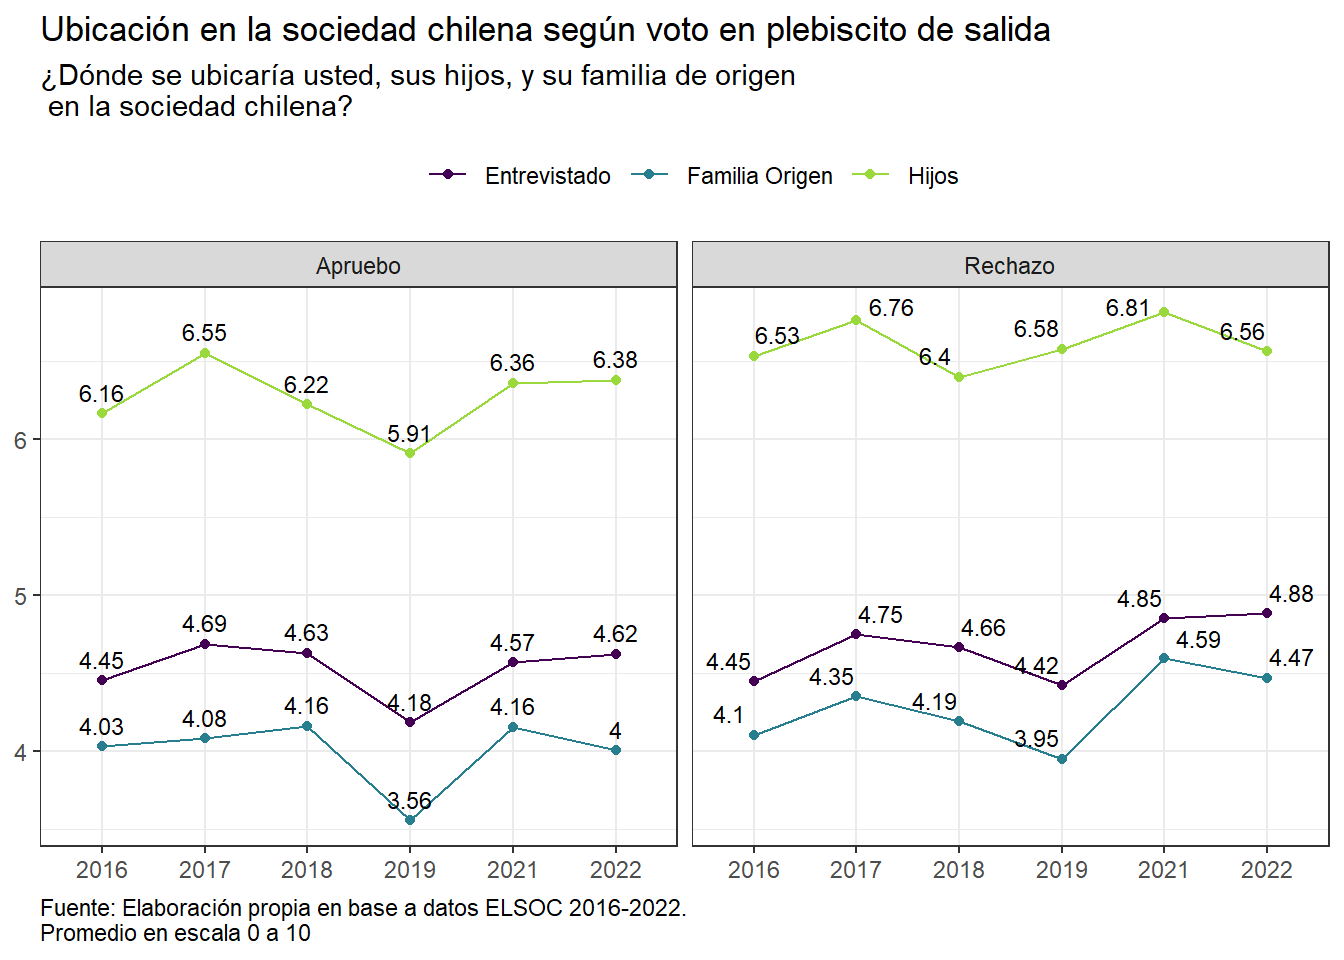 Ubicación en la sociedad chilena según voto en plebiscito de salida
¿Dónde se ubicaría usted, sus hijos, y su familia de origen
en la sociedad chilena?
Entrevistado Familia Origen Hijos
Apruebo Rechazo
6.16 6.55 6.22 5.91 6.36 6.38
4.45 4.69 4.63 4.18 4.57 4.62
4.03 4.08 4.16 3.56 4.16 4
6.53 6.76 6.4 6.58 6.81 6.56
4.45 4.75 4.66 4.42 4.85 4.88
4.1 4.35 4.19 3.95 4.59 4.47
6
5
4
2016 2017 2018 2019 2021 2022 2016 2017 2018 2019 2021 2022
Fuente: Elaboración propia en base a datos ELSOC 2016-2022.
Promedio en escala 0 a 10